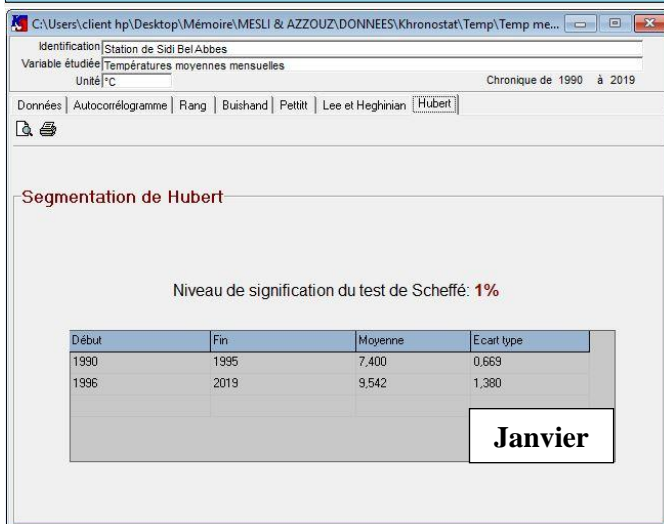 C:\Users\client hp\Desktop\Mémoire\MESLI & AZZOUZ\DONNEES\Khronostat\Temp\Temp me...
Identification Station de Sidi Bel Abbes
Variable étudiée Températures moyennes mensuelles
Unité °C Chronique de 1990 à 2019
Données Autocorrélogramme Rang Buishand Pettitt Lee et Heghinian Hubert
Segmentation de Hubert
Niveau de signification du test de Scheffé: 1%
Début Fin Moyenne Ecart type
1990 1995 7,400 0,669
1996 2019 9,542 1,380
Janvier